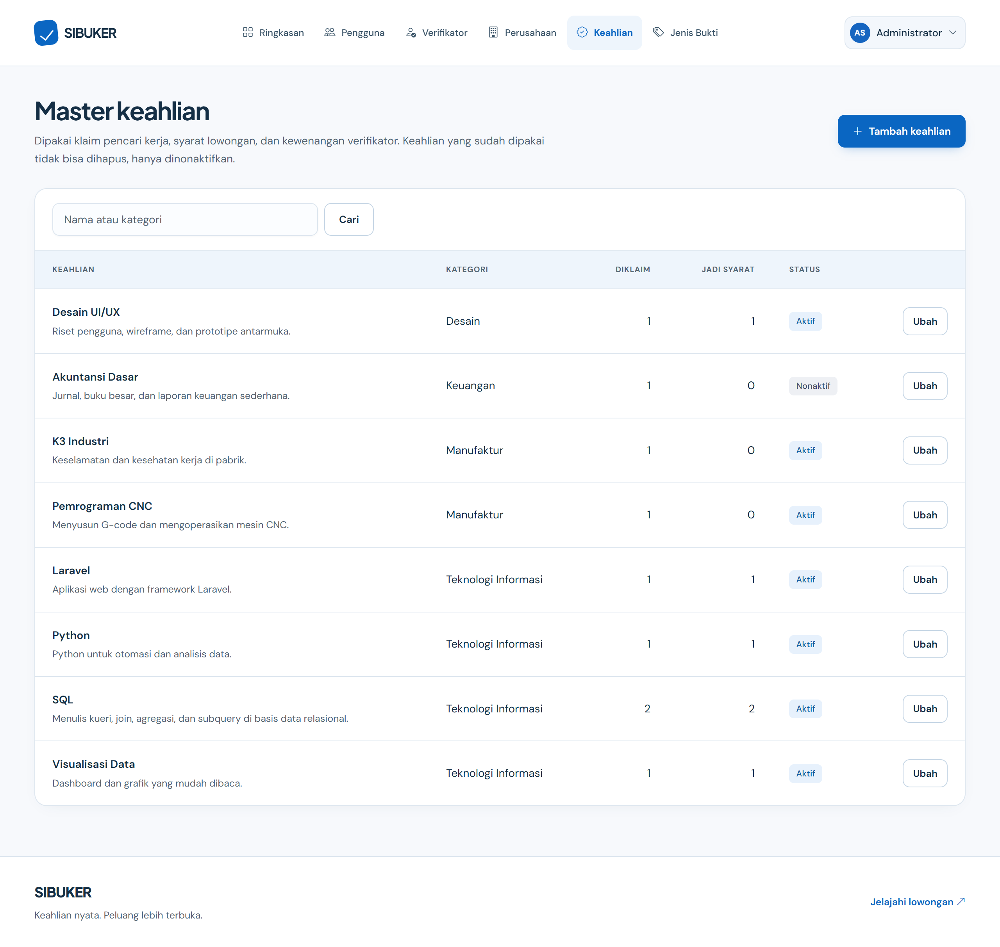 SIBUKER
Ringkasan
Pengguna
Verifikator
Perusahaan
Keahlian
Jenis Bukti
AS
Administrator
Master keahlian
Dipakai klaim pencari kerja, syarat lowongan, dan kewenangan verifikator. Keahlian yang sudah dipakai
tidak bisa dihapus, hanya dinonaktifkan.
Tambah keahlian
Nama atau kategori
Cari
KEAHLIAN KATEGORI DIKLAIM JADI SYARAT STATUS
Desain UI/UX
Riset pengguna, wireframe, dan prototipe antarmuka.
Desain 1 1 Aktif Ubah
Akuntansi Dasar
Jurnal, buku besar, dan laporan keuangan sederhana.
Keuangan 1 0 Nonaktif Ubah
K3 Industri
Keselamatan dan kesehatan kerja di pabrik.
Manufaktur 1 0 Aktif Ubah
Pemrograman CNC
Menyusun G-code dan mengoperasikan mesin CNC.
Manufaktur 1 0 Aktif Ubah
Laravel
Aplikasi web dengan framework Laravel.
Teknologi Informasi 1 1 Aktif Ubah
Python
Python untuk otomasi dan analisis data.
Teknologi Informasi 1 1 Aktif Ubah
SQL
Menulis kueri, join, agregasi, dan subquery di basis data relasional.
Teknologi Informasi 2 2 Aktif Ubah
Visualisasi Data
Dashboard dan grafik yang mudah dibaca.
Teknologi Informasi 1 1 Aktif Ubah
SIBUKER
Keahlian nyata. Peluang lebih terbuka.
Jelajahi lowongan